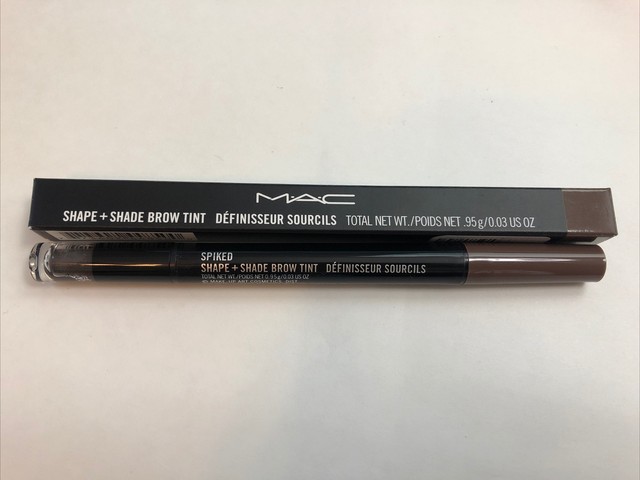 MAC
SHAPE + SHADE BROW TINT DÉFINISSEUR SOURCILS TOTAL NET WT./POIDS NET .95g/0.03 US OZ
SPIKED
SHAPE + SHADE BROW TINT DÉFINISSEUR SOURCILS
TOTAL NET WT./POIDS NET 0.95g/0.03 US OZ